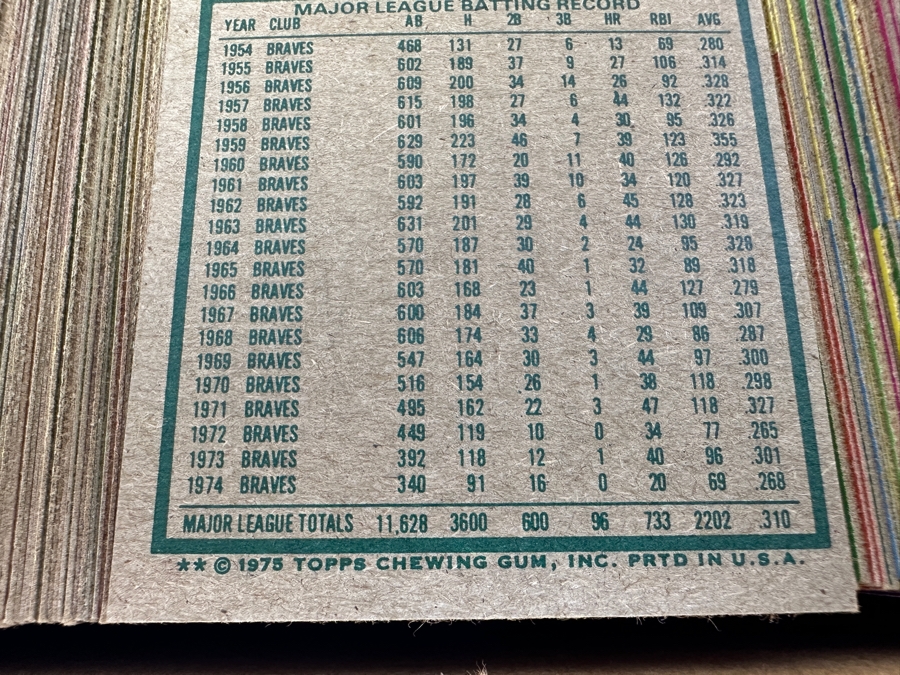 MAJOR LEAGUE BATTING RECORD
YEAR CLUB AB H 2B 3B HR RBI AVG
1954 BRAVES 468 131 27 6 13 69 .280
1955 BRAVES 602 189 37 9 27 106 .314
1956 BRAVES 609 200 34 14 26 92 .328
1957 BRAVES 615 198 27 6 44 132 .322
1958 BRAVES 601 196 34 4 30 95 .326
1959 BRAVES 629 223 46 7 39 123 .355
1960 BRAVES 590 172 20 11 40 126 .292
1961 BRAVES 603 197 39 10 34 120 .327
1962 BRAVES 592 191 28 6 45 128 .323
1963 BRAVES 631 201 29 4 44 130 .319
1964 BRAVES 570 187 30 2 24 95 .328
1965 BRAVES 570 181 40 1 32 89 .318
1966 BRAVES 603 168 23 1 44 127 .279
1967 BRAVES 600 184 37 3 39 109 .307
1968 BRAVES 606 174 33 4 29 86 .287
1969 BRAVES 547 164 30 3 44 97 .300
1970 BRAVES 516 154 26 1 38 118 .298
1971 BRAVES 495 162 22 3 47 118 .327
1972 BRAVES 449 119 10 0 34 77 .265
1973 BRAVES 392 118 12 1 40 96 .301
1974 BRAVES 340 91 16 0 20 69 .268
MAJOR LEAGUE TOTALS 11,628 3600 600 96 733 2202 .310
** © 1975 TOPPS CHEWING GUM, INC. PRTD IN U.S.A.